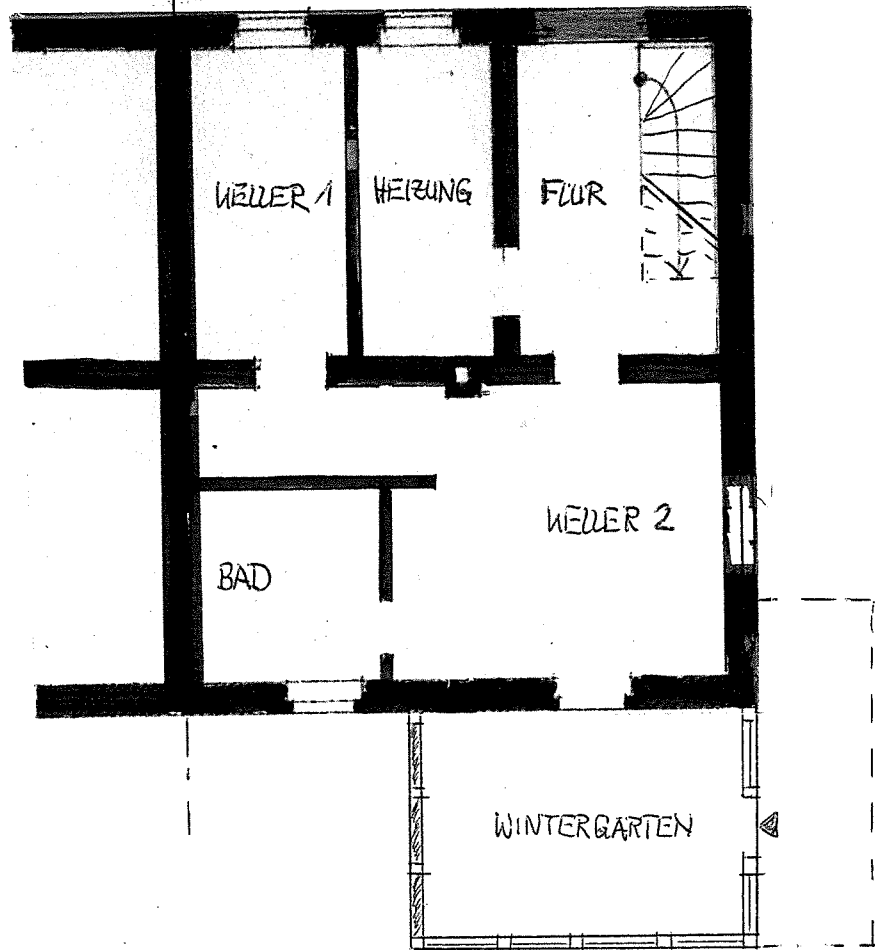 KELLER 1
HEIZUNG
FLUR
KELLER 2
BAD
WINTERGARTEN